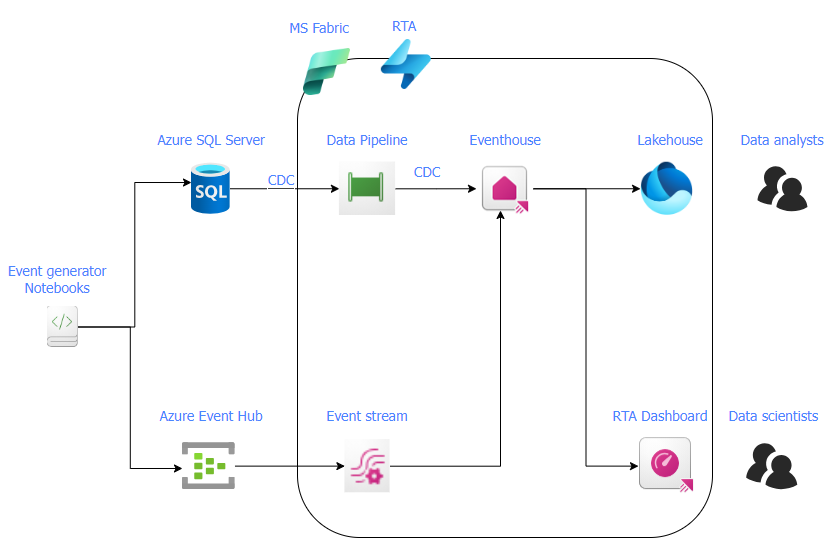 MS Fabric
RTA
Azure SQL Server
Data Pipeline
Eventhouse
Lakehouse
Data analysts
CDC
CDC
SQL
Event generator
Notebooks
</>
Azure Event Hub
Event stream
RTA Dashboard
Data scientists